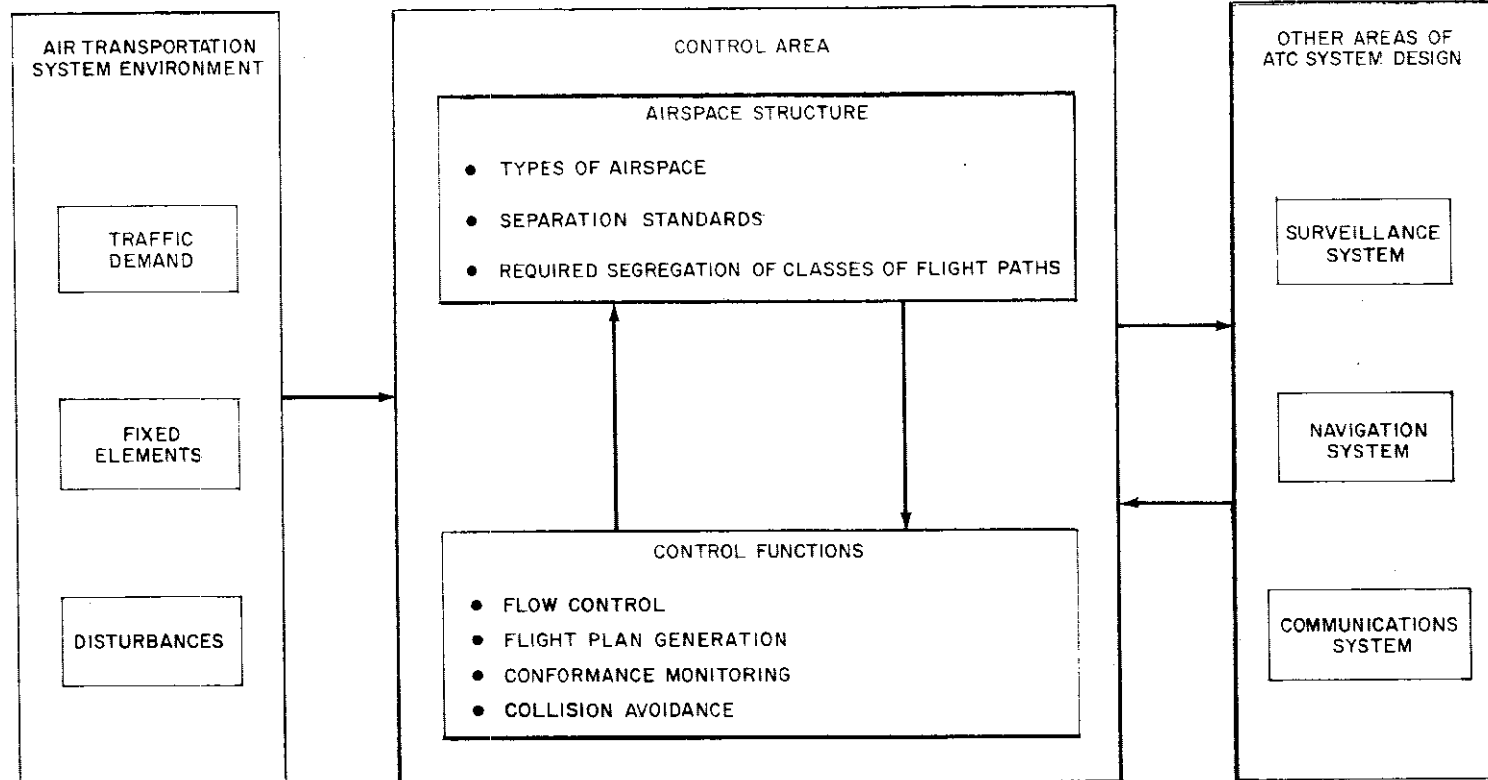 AIR TRANSPORTATION
SYSTEM ENVIRONMENT
TRAFFIC
DEMAND
FIXED
ELEMENTS
DISTURBANCES
CONTROL AREA
AIRSPACE STRUCTURE
● TYPES OF AIRSPACE
● SEPARATION STANDARDS
● REQUIRED SEGREGATION OF CLASSES OF FLIGHT PATHS
CONTROL FUNCTIONS
● FLOW CONTROL
● FLIGHT PLAN GENERATION
● CONFORMANCE MONITORING
● COLLISION AVOIDANCE
OTHER AREAS OF
ATC SYSTEM DESIGN
SURVEILLANCE
SYSTEM
NAVIGATION
SYSTEM
COMMUNICATIONS
SYSTEM